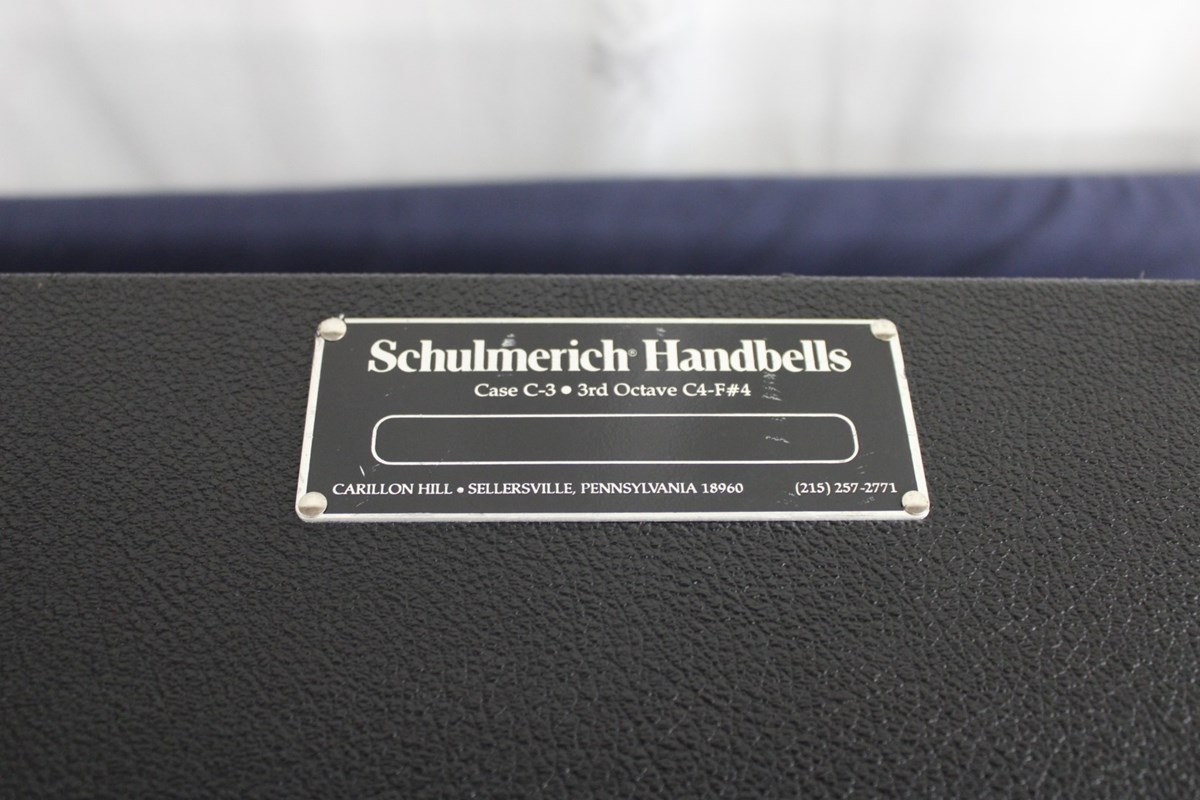 Schulmerich® Handbells
Case C-3 • 3rd Octave C4-F#4
CARILLON HILL • SELLERSVILLE, PENNSYLVANIA 18960 (215) 257-2771